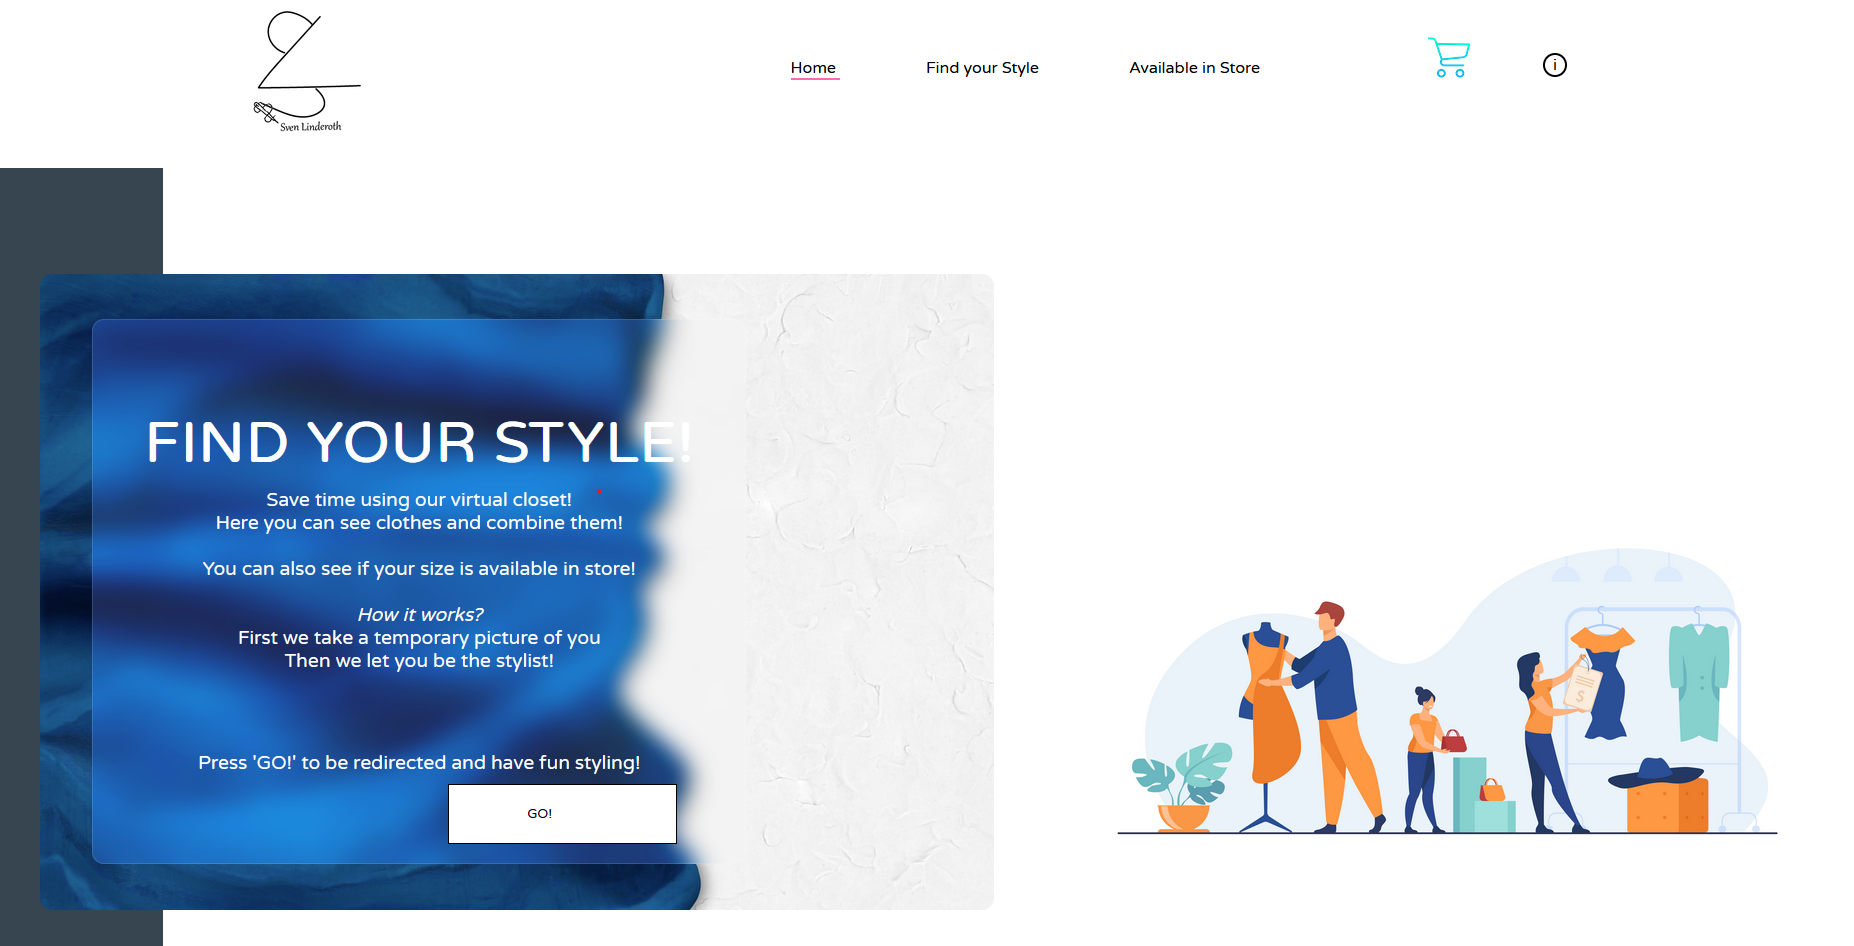 Sven Linderoth
Home
Find your Style
Available in Store
i
FIND YOUR STYLE!
Save time using our virtual closet!
Here you can see clothes and combine them!
You can also see if your size is available in store!
How it works?
First we take a temporary picture of you
Then we let you be the stylist!
Press 'GO!' to be redirected and have fun styling!
GO!
$